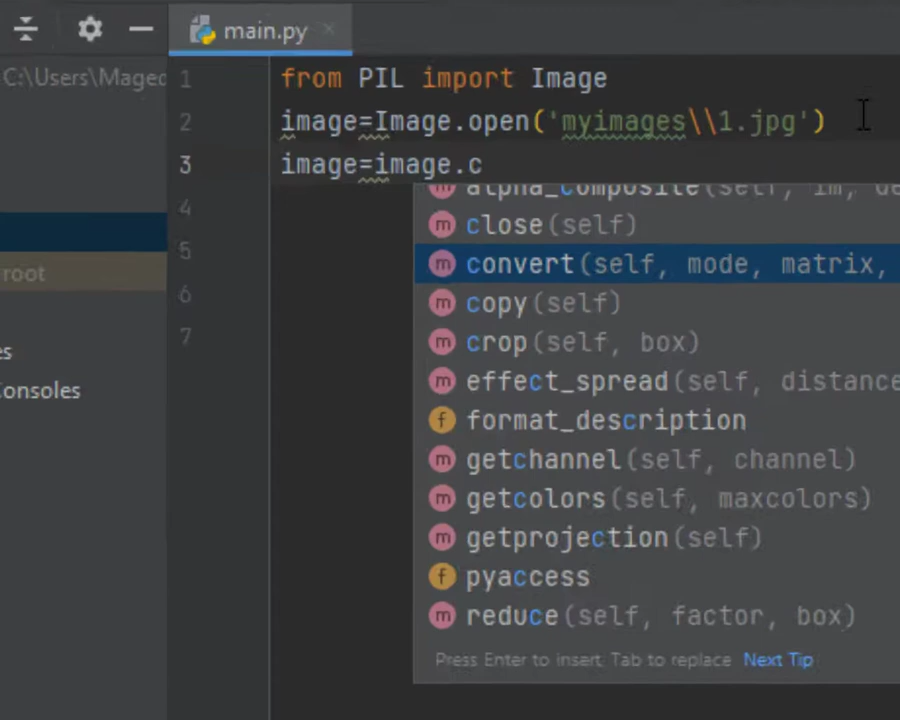 main.py
C:\Users\Maged
1 from PIL import Image
2 image=Image.open('myimages\\1.jpg')
3 image=image.c
4
5
6
7
root
es
Consoles
alpha_composite(self, im, de
close(self)
convert(self, mode, matrix,
copy(self)
crop(self, box)
effect_spread(self, distance
format_description
getchannel(self, channel)
getcolors(self, maxcolors)
getprojection(self)
pyaccess
reduce(self, factor, box)
Press Enter to insert, Tab to replace Next Tip